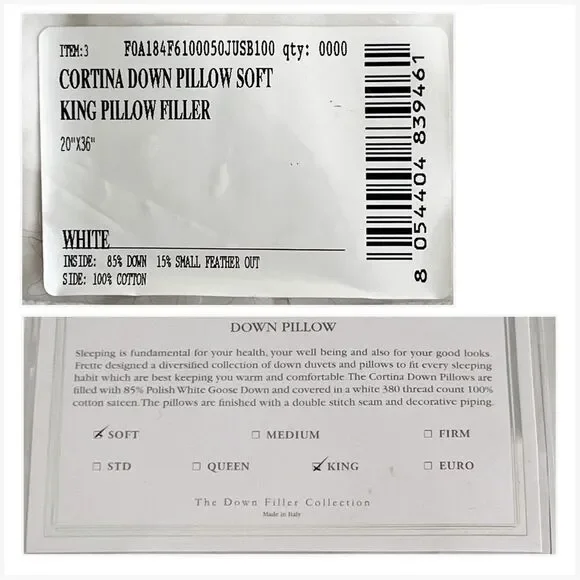 ITEM:3 F0A184F6100050JUSB100 qty: 0000
CORTINA DOWN PILLOW SOFT
KING PILLOW FILLER
20"X36"
WHITE
INSIDE: 85% DOWN 15% SMALL FEATHER OUT
SIDE: 100% COTTON
8 054404 839461
DOWN PILLOW
Sleeping is fundamental for your health, your well being and also for your good looks.
Frette designed a diversified collection of down duvets and pillows to fit every sleeping
habit which are best keeping you warm and comfortable. The Cortina Down Pillows are
filled with 85% Polish White Goose Down and covered in a white 380 thread count 100%
cotton sateen. The pillows are finished with a double stitch seam and decorative piping.
SOFT MEDIUM FIRM
STD QUEEN KING EURO
The Down Filler Collection
Made in Italy